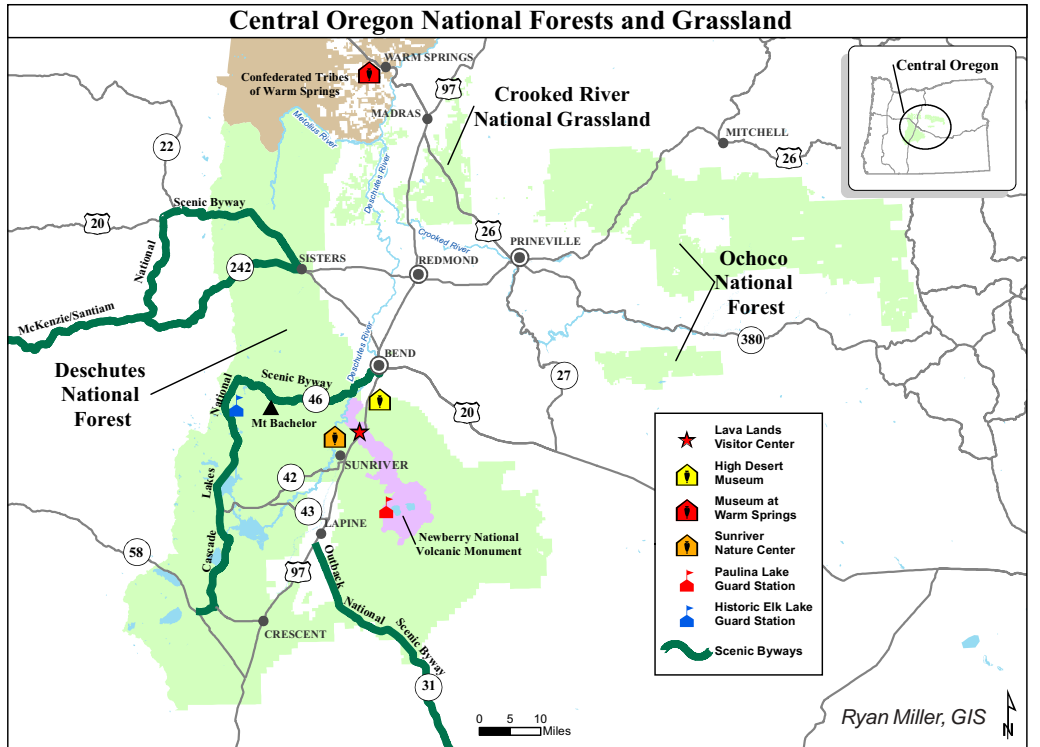 Central Oregon National Forests and Grassland
WARM SPRINGS
Confederated Tribes
of Warm Springs
97
Crooked River
National Grassland
MADRAS
Central Oregon
Metolius River
MITCHELL
26
22
Deschutes River
Scenic Byway
20
National
26
Crooked River
PRINEVILLE
242
SISTERS
REDMOND
Ochoco
National
Forest
McKenzie/Santiam
380
Deschutes River
BEND
Deschutes
National
Forest
27
National
Scenic Byway
46
Mt Bachelor
20
Lava Lands
Visitor Center
High Desert
Museum
Museum at
Warm Springs
Sunriver
Nature Center
Paulina Lake
Guard Station
Historic Elk Lake
Guard Station
Scenic Byways
SUNRIVER
Lakes
42
43
LAPINE
Newberry National
Volcanic Monument
Cascade
58
Outback
97
National
Scenic Byway
CRESCENT
31
0 5 10
Miles
Ryan Miller, GIS
N